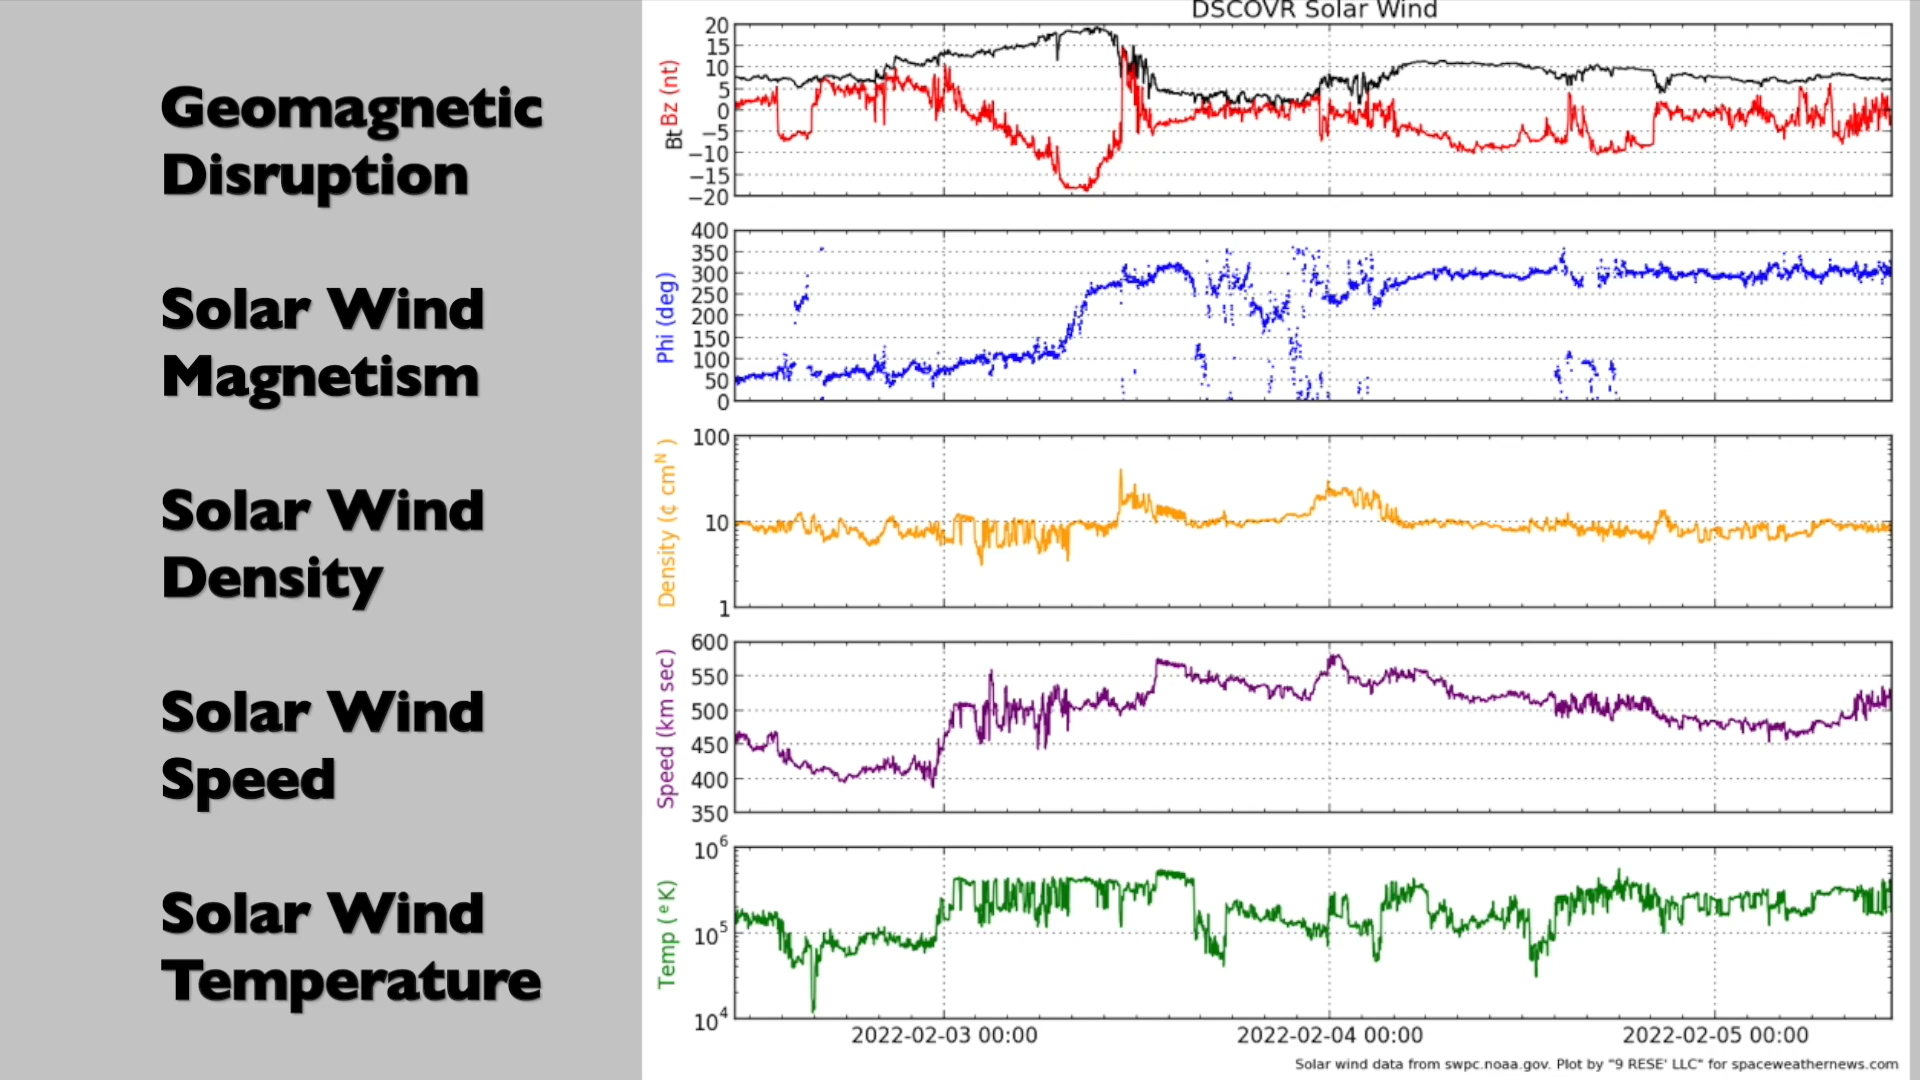 Geomagnetic
Disruption
Solar Wind
Magnetism
Solar Wind
Density
Solar Wind
Speed
Solar Wind
Temperature
DSCOVR Solar Wind
Bt Bz (nt)
20
15
10
5
0
−5
−10
−15
−20
Phi (deg)
400
350
300
250
200
150
100
50
0
Density (¢ cm^N )
100
10
1
Speed (km sec)
600
550
500
450
400
350
Temp ( ᵉ K)
10^6
10^5
10^4
2022-02-03 00:00
2022-02-04 00:00
2022-02-05 00:00
Solar wind data from swpc.noaa.gov. Plot by "9 RESE' LLC" for spaceweathernews.com